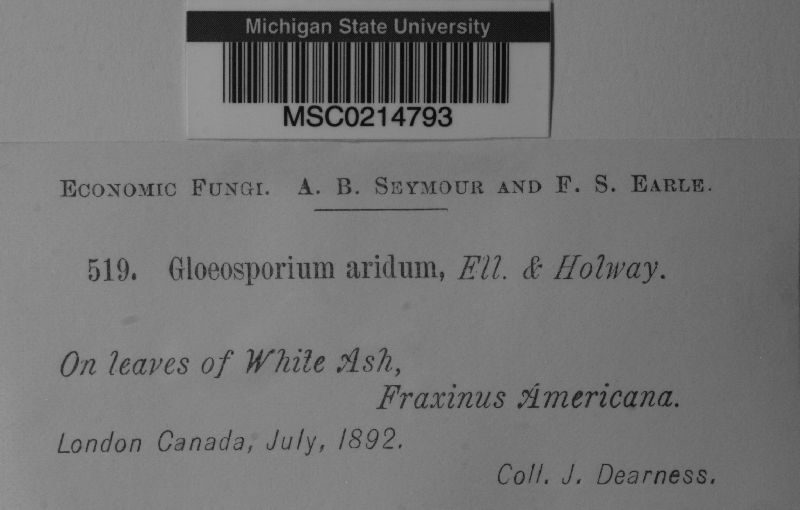 Michigan State University
MSC0214793
Economic Fungi. A. B. Seymour and F. S. Earle.
519. Gloeosporium aridum, Ell. & Holway.
On leaves of White Ash,
Fraxinus Americana.
London Canada, July, 1892.
Coll. J. Dearness.